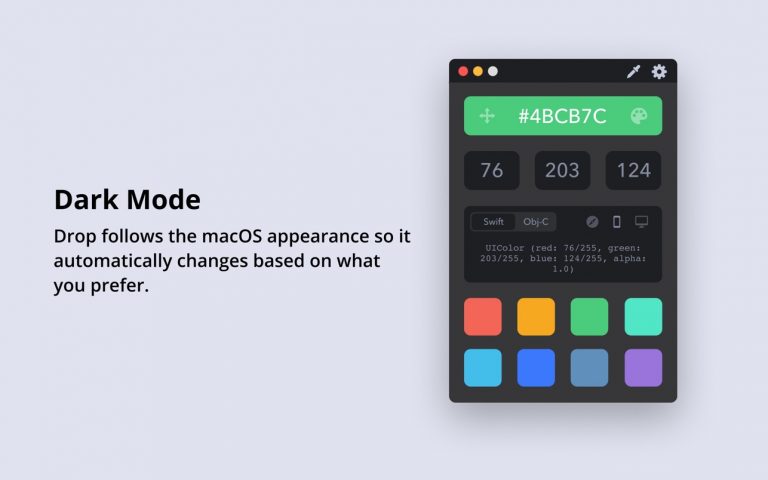 Dark Mode
Drop follows the macOS appearance so it
automatically changes based on what
you prefer.
#4BCB7C
76 203 124
Swift Obj-C
UIColor (red: 76/255, green:
203/255, blue: 124/255, alpha:
1.0)